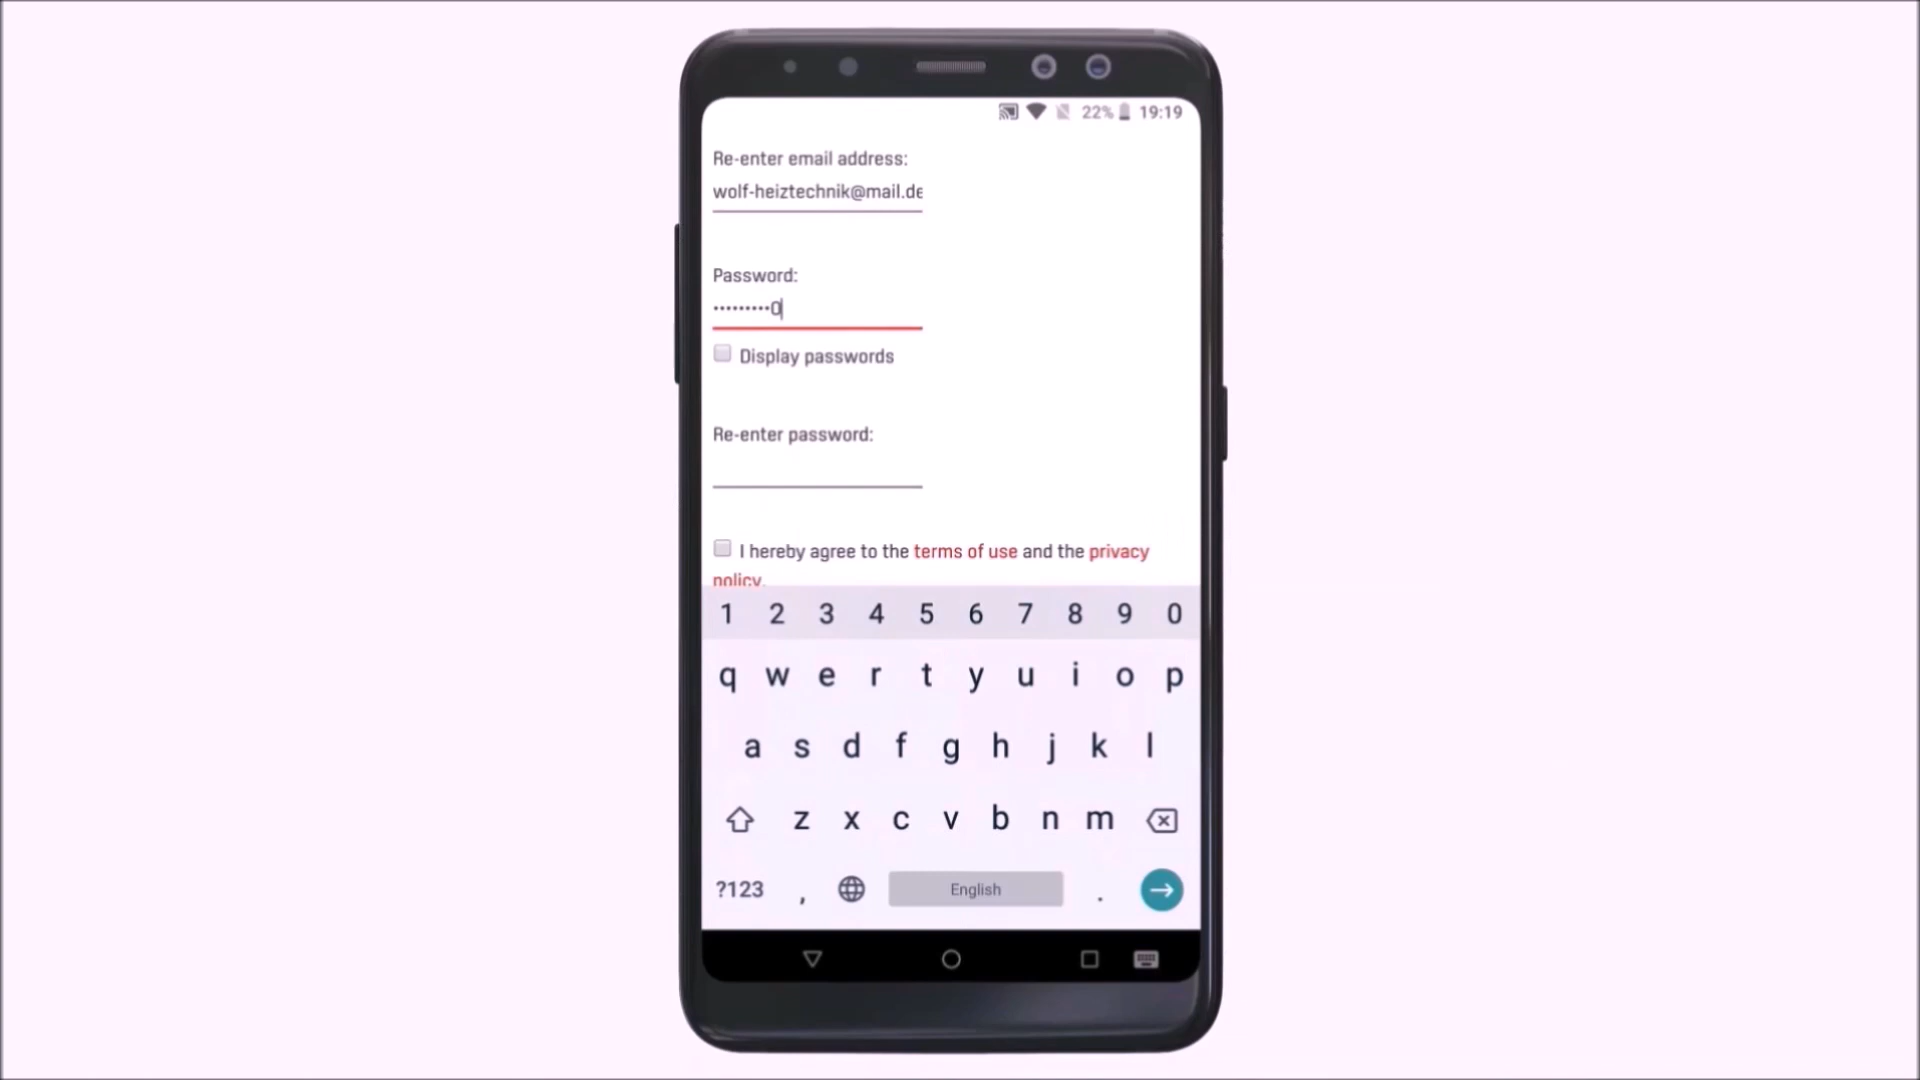 22% 19:19
Re-enter email address:
wolf-heiztechnik@mail.de
Password:
•••••••••0
Display passwords
Re-enter password:
I hereby agree to the terms of use and the privacy
policy.
1 2 3 4 5 6 7 8 9 0
q w e r t y u i o p
a s d f g h j k l
z x c v b n m
?123 , English .